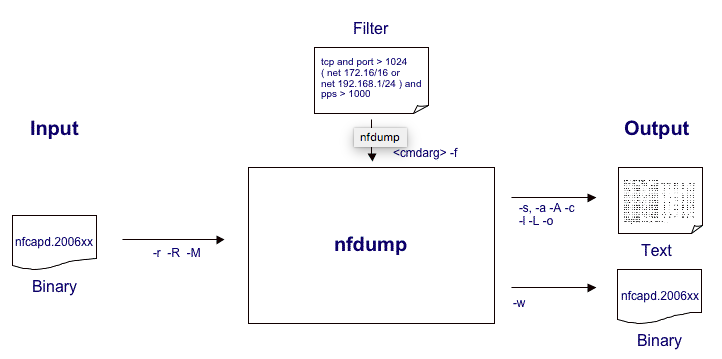 Filter
tcp and port > 1024
( net 172.16/16 or
net 192.168.1/24 ) and
pps > 1000
Input
Output
nfdump
<cmdarg> -f
nfcapd.2006xx
Binary
-r -R -M
nfdump
-s, -a -A -c
-l -L -o
Text
-w
nfcapd.2006xx
Binary